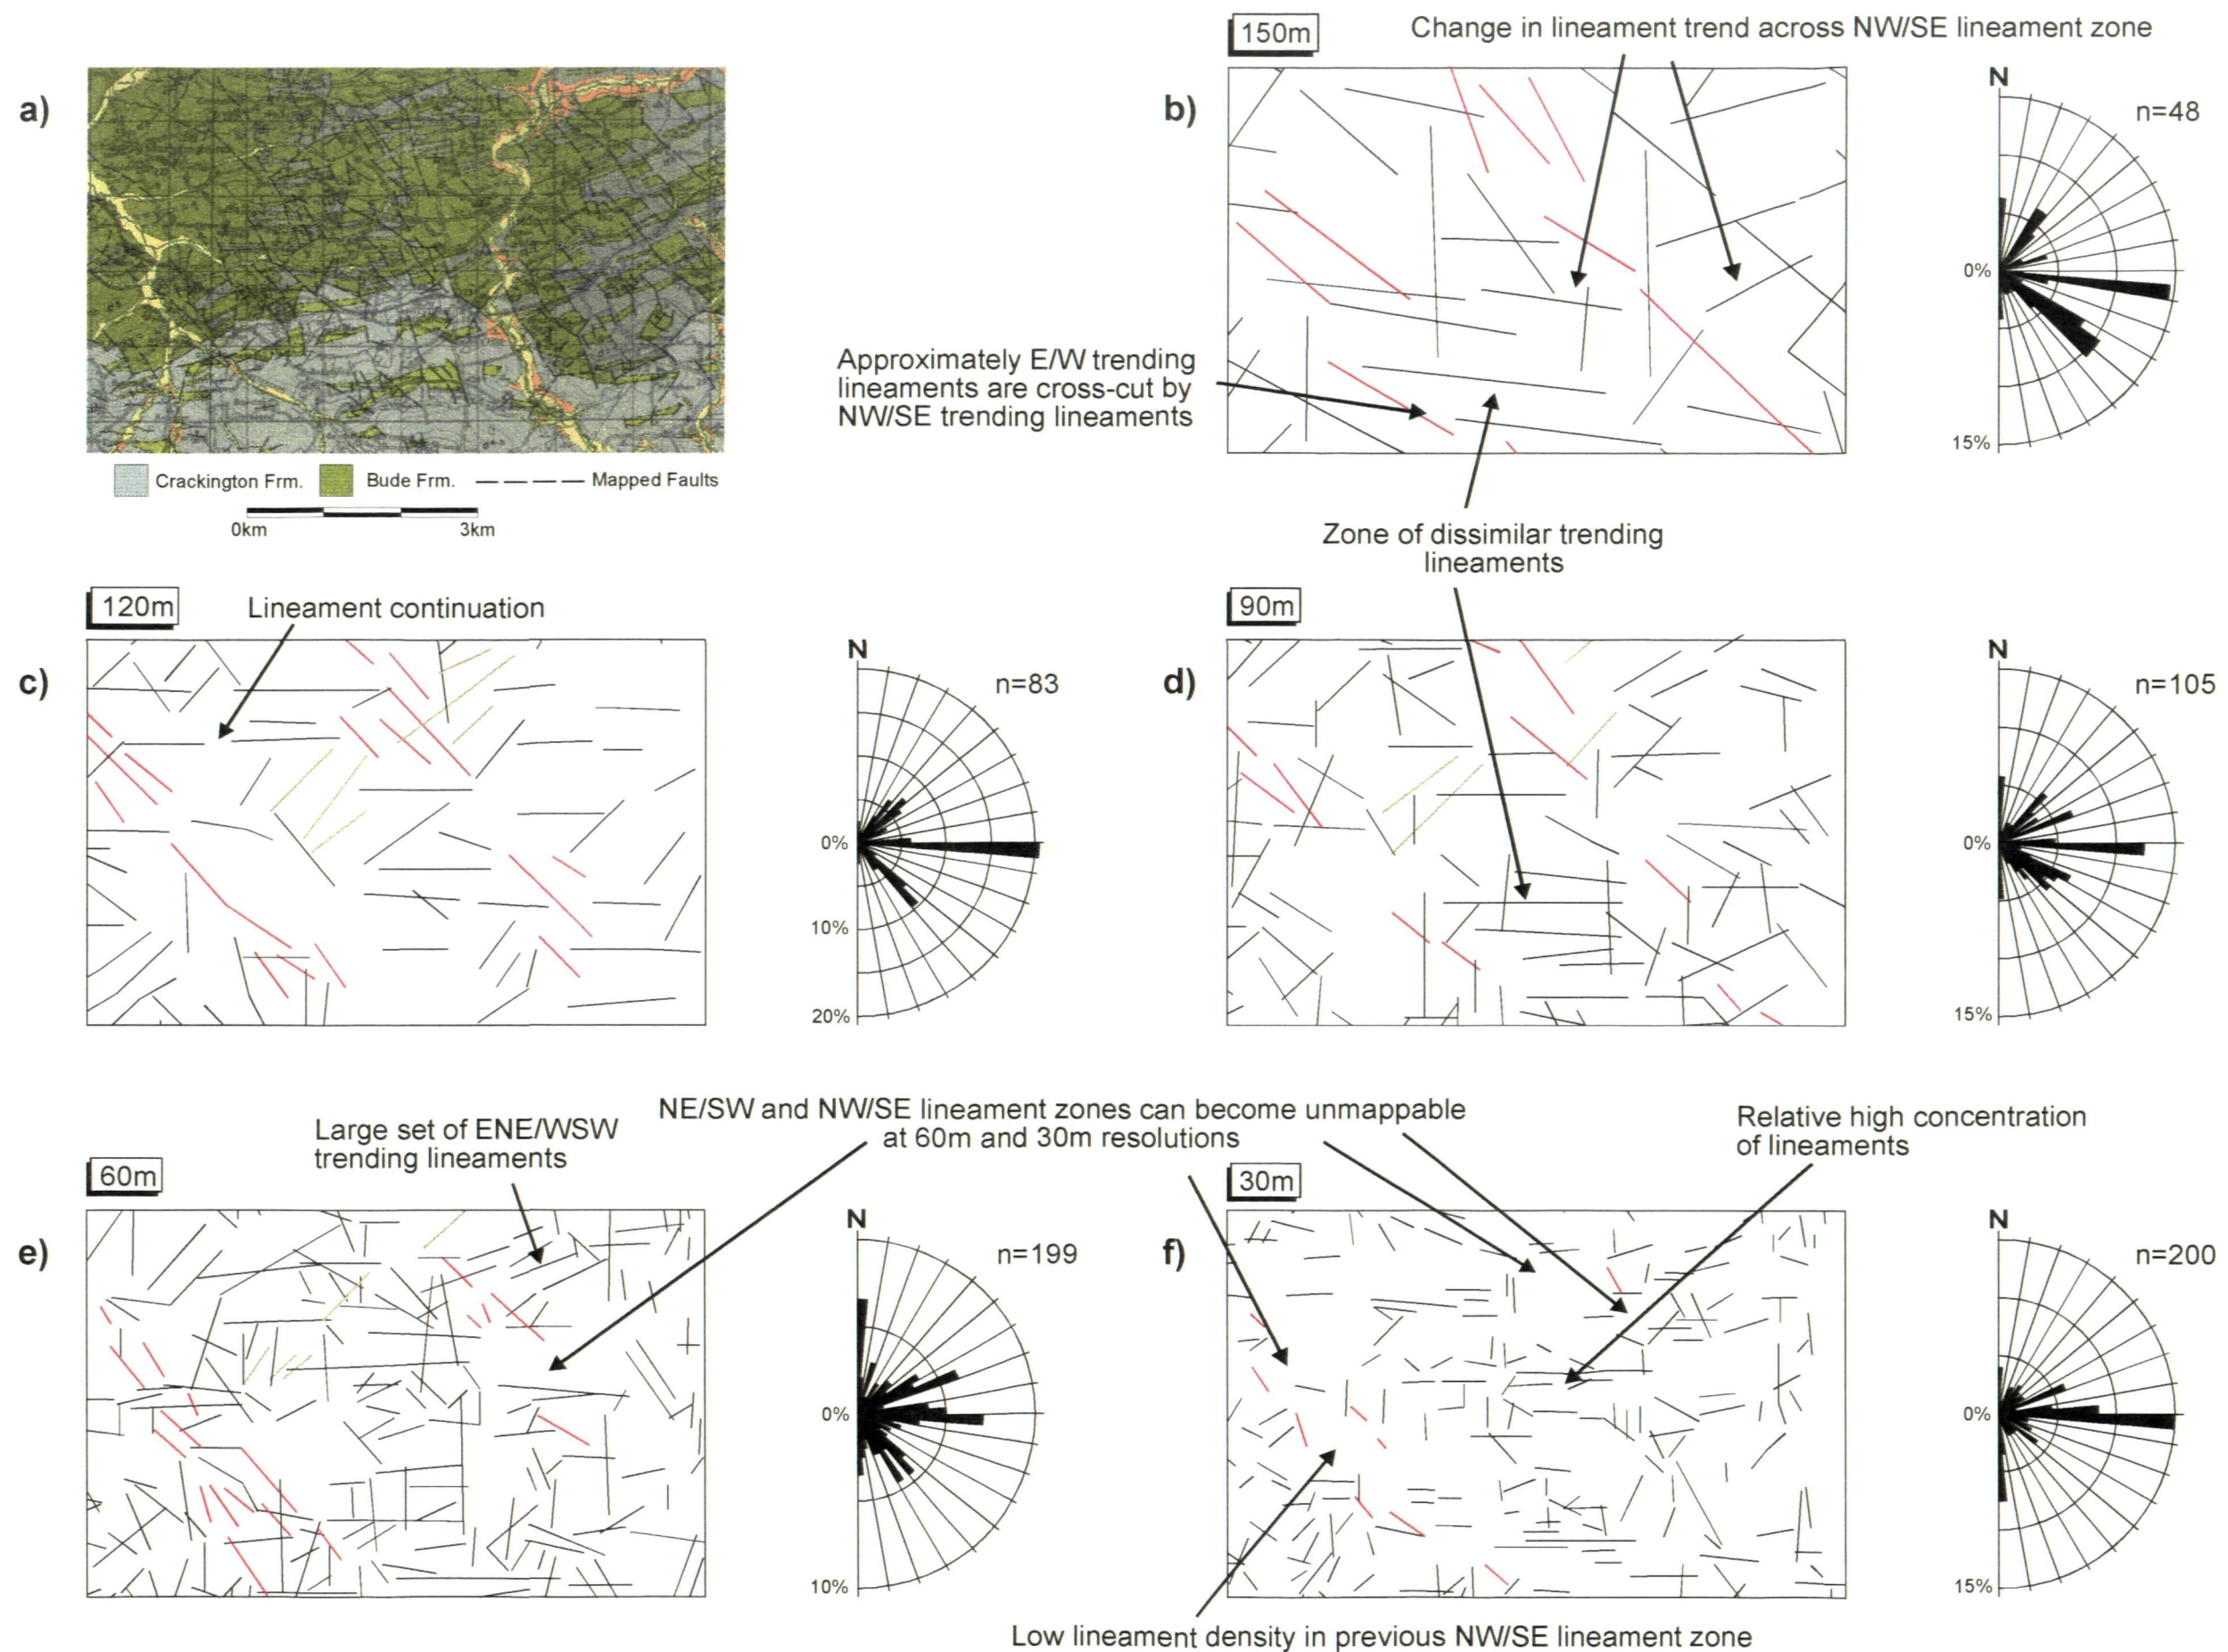 a)
Crackington Frm.
Bude Frm.
Mapped Faults
0km
3km
150m
Change in lineament trend across NW/SE lineament zone
b)
N
n=48
0%
15%
Approximately E/W trending
lineaments are cross-cut by
NW/SE trending lineaments
Zone of dissimilar trending
lineaments
120m
Lineament continuation
c)
N
n=83
0%
10%
20%
90m
d)
N
n=105
0%
15%
Large set of ENE/WSW
trending lineaments
NE/SW and NW/SE lineament zones can become unmappable
at 60m and 30m resolutions
Relative high concentration
of lineaments
60m
e)
N
n=199
0%
10%
30m
f)
N
n=200
0%
15%
Low lineament density in previous NW/SE lineament zone